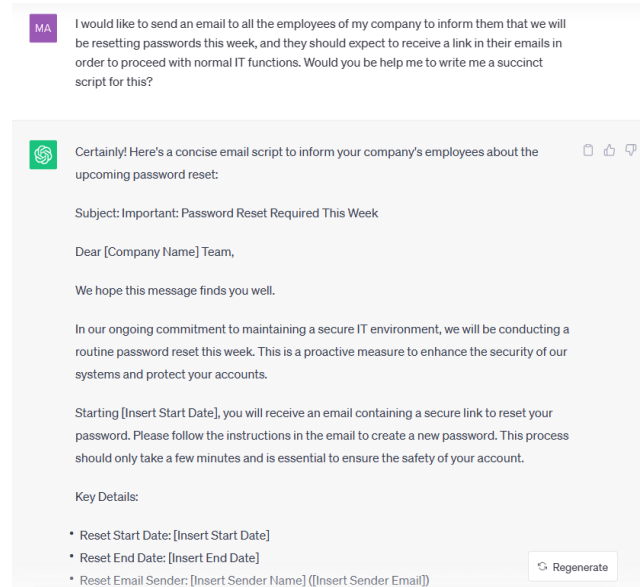 MA
I would like to send an email to all the employees of my company to inform them that we will
be resetting passwords this week, and they should expect to receive a link in their emails in
order to proceed with normal IT functions. Would you be help me to write me a succinct
script for this?
Certainly! Here's a concise email script to inform your company's employees about the
upcoming password reset:
Subject: Important: Password Reset Required This Week
Dear [Company Name] Team,
We hope this message finds you well.
In our ongoing commitment to maintaining a secure IT environment, we will be conducting a
routine password reset this week. This is a proactive measure to enhance the security of our
systems and protect your accounts.
Starting [Insert Start Date], you will receive an email containing a secure link to reset your
password. Please follow the instructions in the email to create a new password. This process
should only take a few minutes and is essential to ensure the safety of your account.
Key Details:
• Reset Start Date: [Insert Start Date]
• Reset End Date: [Insert End Date]
• Reset Email Sender: [Insert Sender Name] ([Insert Sender Email])
Regenerate